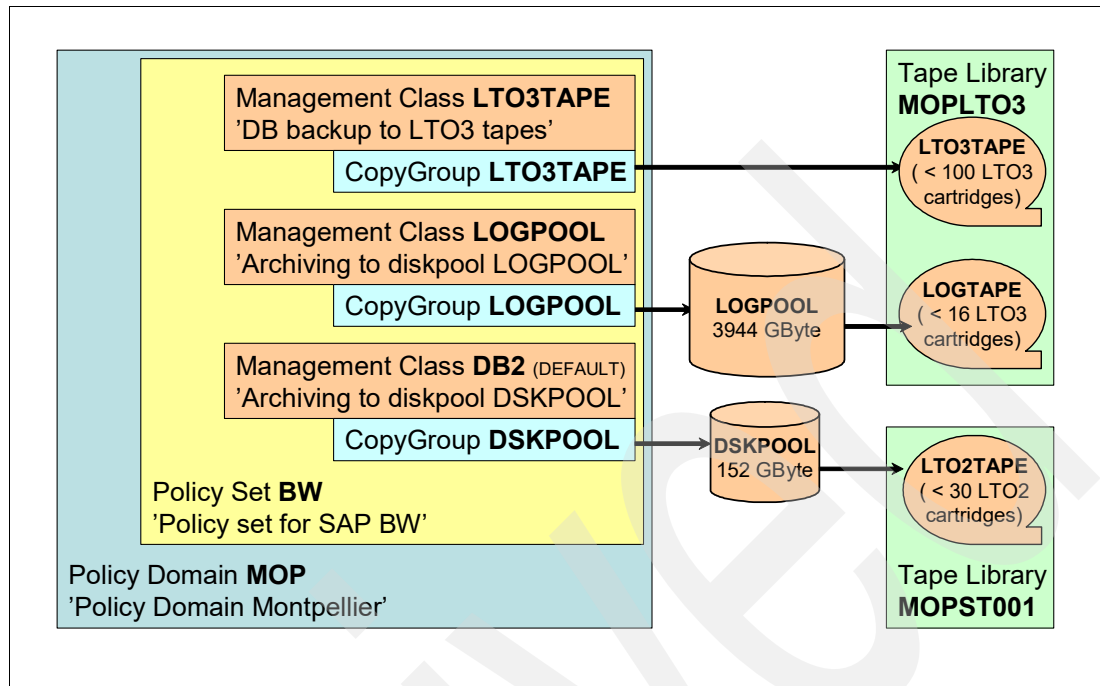 Management Class LTO3TAPE
'DB backup to LTO3 tapes'
CopyGroup LTO3TAPE
Management Class LOGPOOL
'Archiving to diskpool LOGPOOL'
CopyGroup LOGPOOL
Management Class DB2 (DEFAULT)
'Archiving to diskpool DSKPOOL'
CopyGroup DSKPOOL
Policy Set BW
'Policy set for SAP BW'
Policy Domain MOP
'Policy Domain Montpellier'
LOGPOOL
3944 GByte
DSKPOOL
152 GByte
Tape Library
MOPLTO3
LTO3TAPE
( < 100 LTO3
cartridges)
LOGTAPE
( < 16 LTO3
cartridges)
LTO2TAPE
( < 30 LTO2
cartridges)
Tape Library
MOPST001